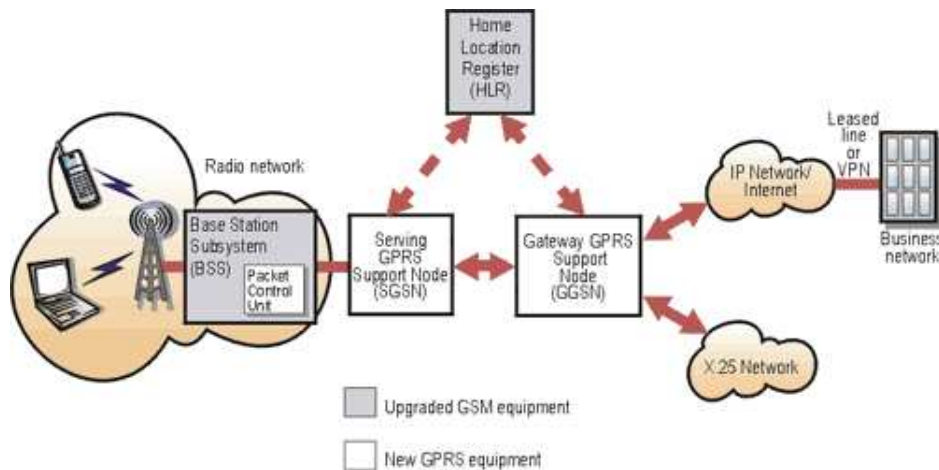 Home
Location
Register
(HLR)
Radio network
Base Station
Subsystem
(BSS)
Packet
Control
Unit
Serving
GPRS
Support Node
(SGSN)
Gateway GPRS
Support
Node
(GGSN)
IP Network/
Internet
Leased
line
or
VPN
Business
network
X.25 Network
Upgraded GSM equipment
New GPRS equipment